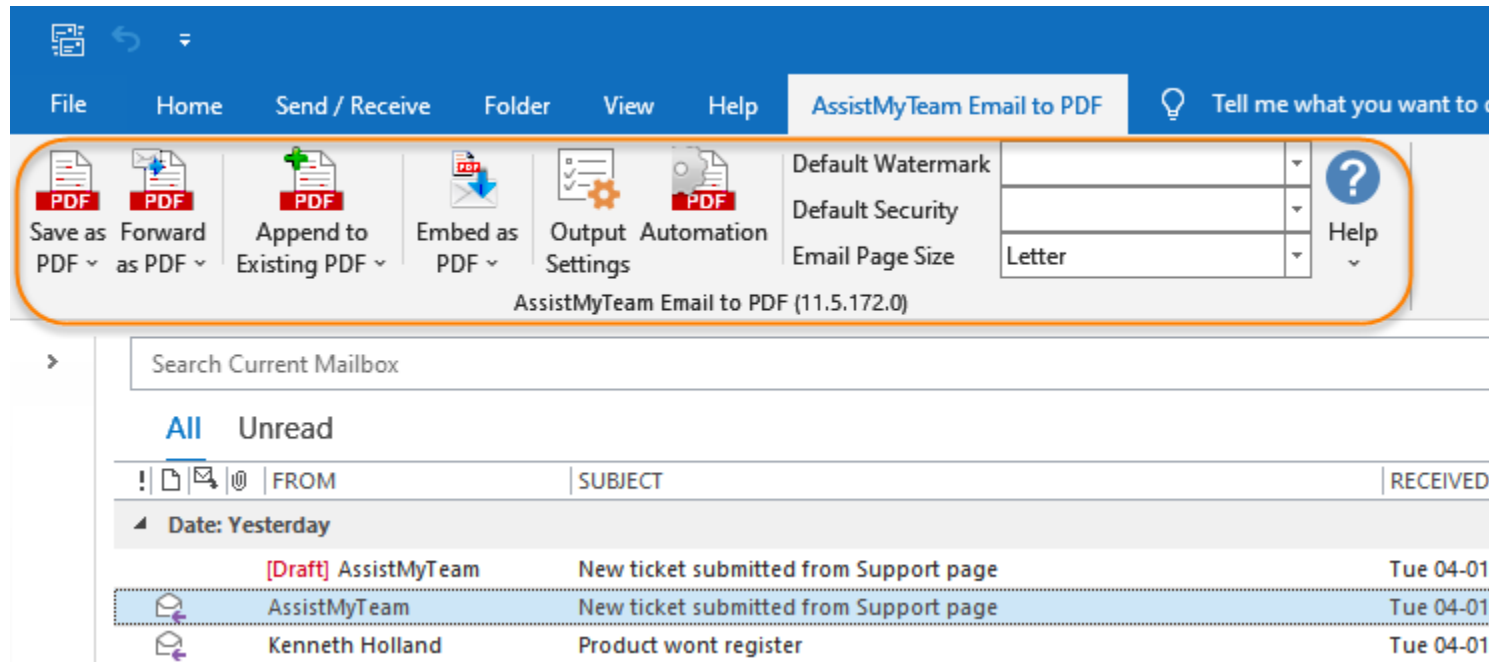 File Home Send / Receive Folder View Help AssistMyTeam Email to PDF Tell me what you want to
PDF PDF PDF PDF PDF
Save as PDF Forward as PDF Append to Existing PDF Embed as PDF Output Settings Automation
Default Watermark
Default Security
Email Page Size Letter
? Help
AssistMyTeam Email to PDF (11.5.172.0)
Search Current Mailbox
All Unread
! FROM SUBJECT RECEIVED
Date: Yesterday
[Draft] AssistMyTeam New ticket submitted from Support page Tue 04-01
AssistMyTeam New ticket submitted from Support page Tue 04-01
Kenneth Holland Product wont register Tue 04-01